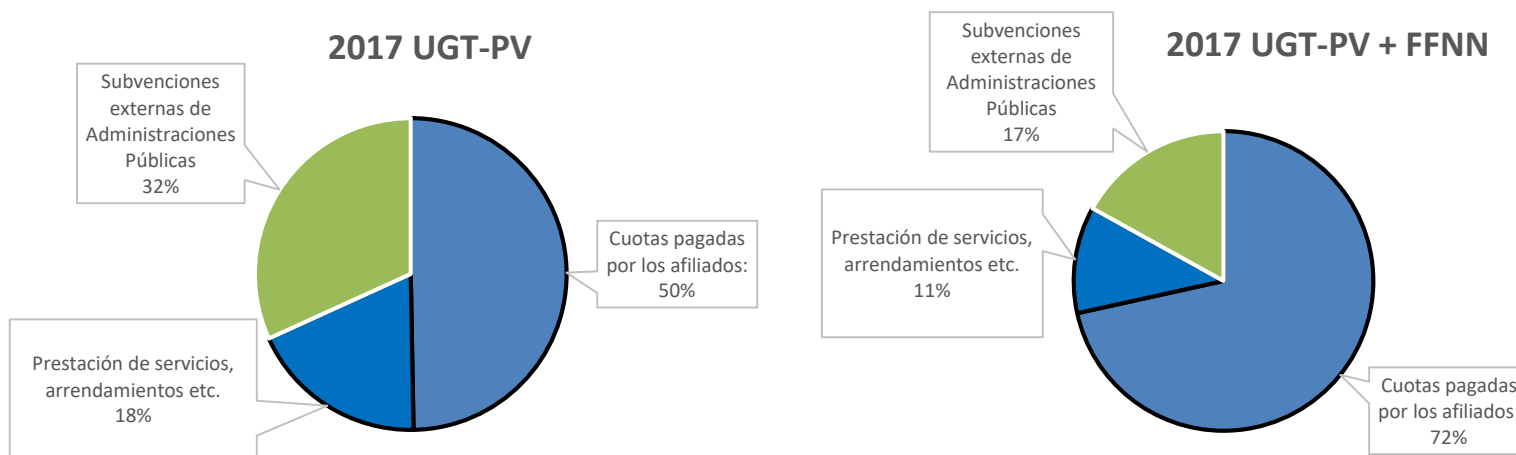 2017 UGT-PV
Subvenciones
externas de
Administraciones
Públicas
32%
Cuotas pagadas
por los afiliados:
50%
Prestación de servicios,
arrendamientos etc.
18%
2017 UGT-PV + FFNN
Subvenciones
externas de
Administraciones
Públicas
17%
Prestación de servicios,
arrendamientos etc.
11%
Cuotas pagadas
por los afiliados:
72%